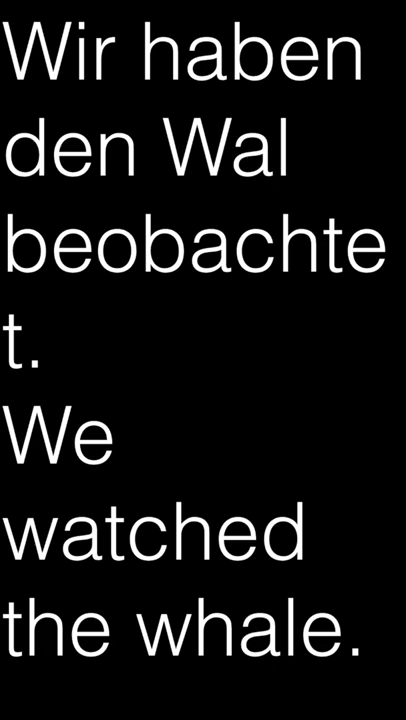 Wir haben
den Wal
beobachte
t.
We
watched
the whale.